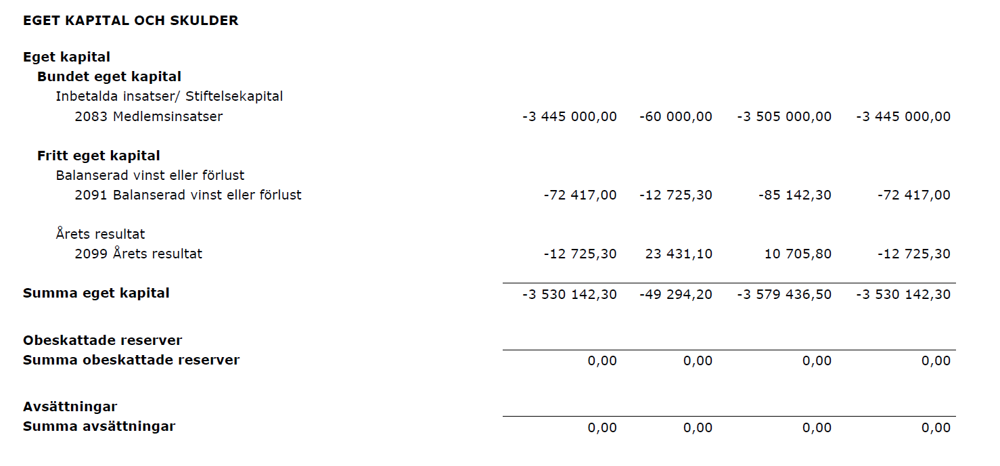 EGET KAPITAL OCH SKULDER
Eget kapital
Bundet eget kapital
Inbetalda insatser/ Stiftelsekapital
2083 Medlemsinsatser -3 445 000,00 -60 000,00 -3 505 000,00 -3 445 000,00
Fritt eget kapital
Balanserad vinst eller förlust
2091 Balanserad vinst eller förlust -72 417,00 -12 725,30 -85 142,30 -72 417,00
Årets resultat
2099 Årets resultat -12 725,30 23 431,10 10 705,80 -12 725,30
Summa eget kapital -3 530 142,30 -49 294,20 -3 579 436,50 -3 530 142,30
Obeskattade reserver
Summa obeskattade reserver 0,00 0,00 0,00 0,00
Avsättningar
Summa avsättningar 0,00 0,00 0,00 0,00